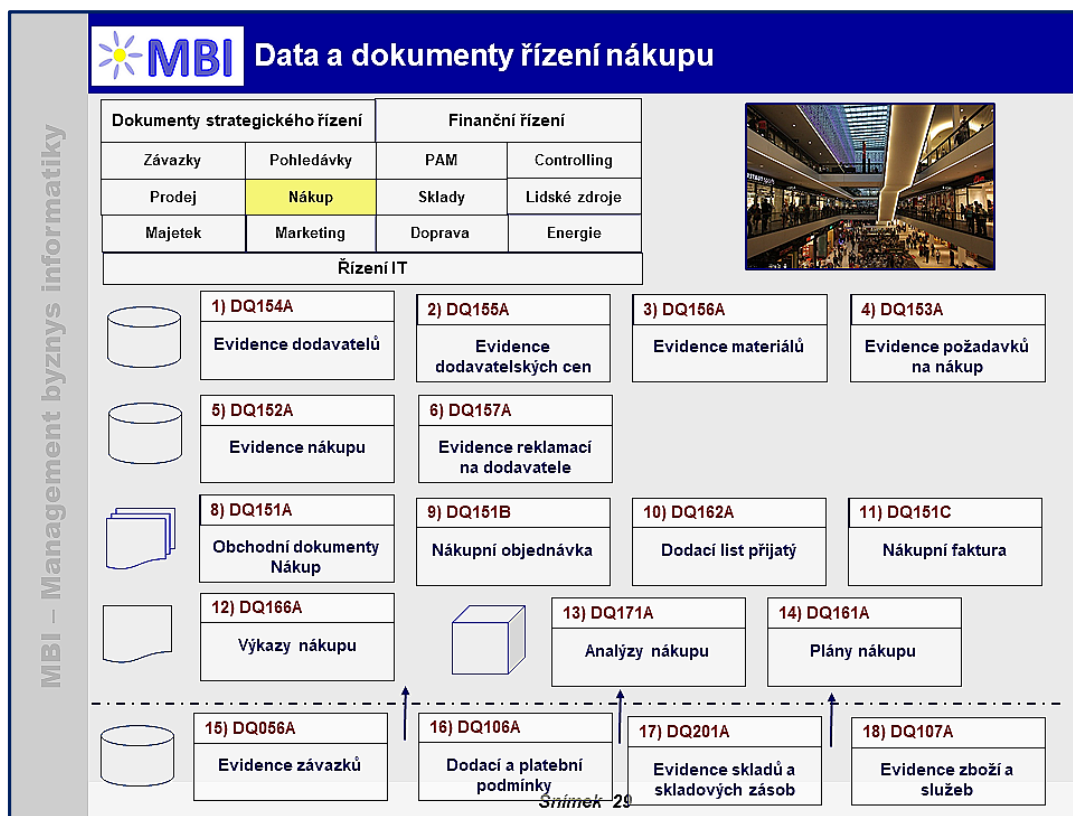 MBI
Data a dokumenty řízení nákupu
MBI – Management byznys informatiky
Dokumenty strategického řízení
Finanční řízení
Závazky
Pohledávky
PAM
Controlling
Prodej
Nákup
Sklady
Lidské zdroje
Majetek
Marketing
Doprava
Energie
Řízení IT
1) DQ154A
Evidence dodavatelů
2) DQ155A
Evidence
dodavatelských cen
3) DQ156A
Evidence materiálů
4) DQ153A
Evidence požadavků
na nákup
5) DQ152A
Evidence nákupu
6) DQ157A
Evidence reklamací
na dodavatele
8) DQ151A
Obchodní dokumenty
Nákup
9) DQ151B
Nákupní objednávka
10) DQ162A
Dodací list přijatý
11) DQ151C
Nákupní faktura
12) DQ166A
Výkazy nákupu
13) DQ171A
Analýzy nákupu
14) DQ161A
Plány nákupu
15) DQ056A
Evidence závazků
16) DQ106A
Dodací a platební
podmínky
17) DQ201A
Evidence skladů a
skladových zásob
18) DQ107A
Evidence zboží a
služeb
Snímek 29